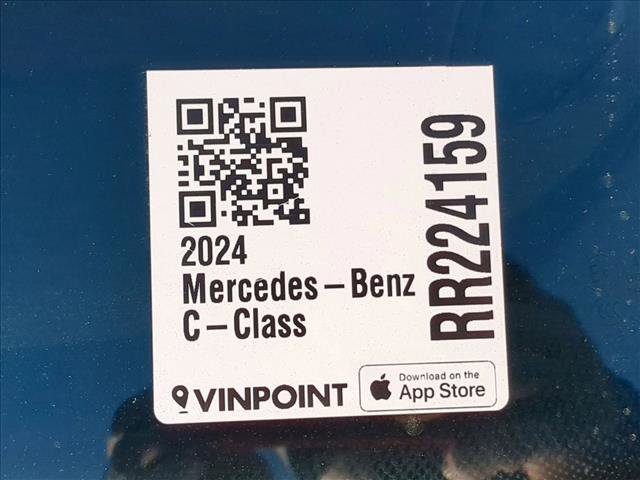 2024
Mercedes-Benz
C-Class
RR224159
VINPOINT
Download on the
App Store